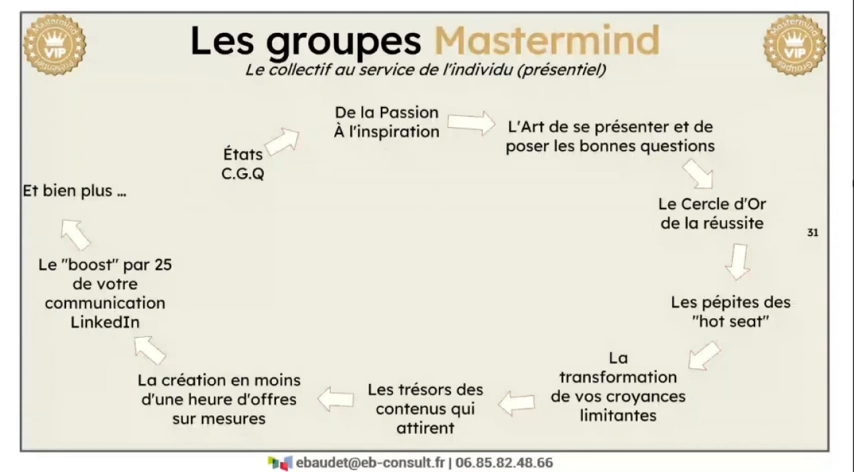 Les groupes Mastermind
Le collectif au service de l'individu (présentiel)
Mastermind
VIP
Mastermind
VIP
États
C.G.Q
De la Passion
À l'inspiration
L'Art de se présenter et de
poser les bonnes questions
Le Cercle d'Or
de la réussite
31
Les pépites des
"hot seat"
La
transformation
de vos croyances
limitantes
Les trésors des
contenus qui
attirent
La création en moins
d'une heure d'offres
sur mesures
Le "boost" par 25
de votre
communication
LinkedIn
Et bien plus ...
ebaudet@eb-consult.fr | 06.85.82.48.66